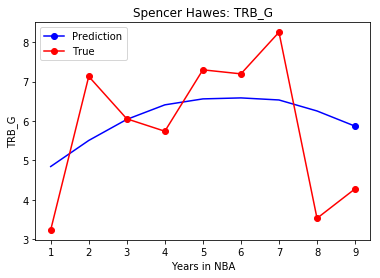 Spencer Hawes: TRB_G
Prediction
True
TRB_G
8
7
6
5
4
3
1 2 3 4 5 6 7 8 9
Years in NBA